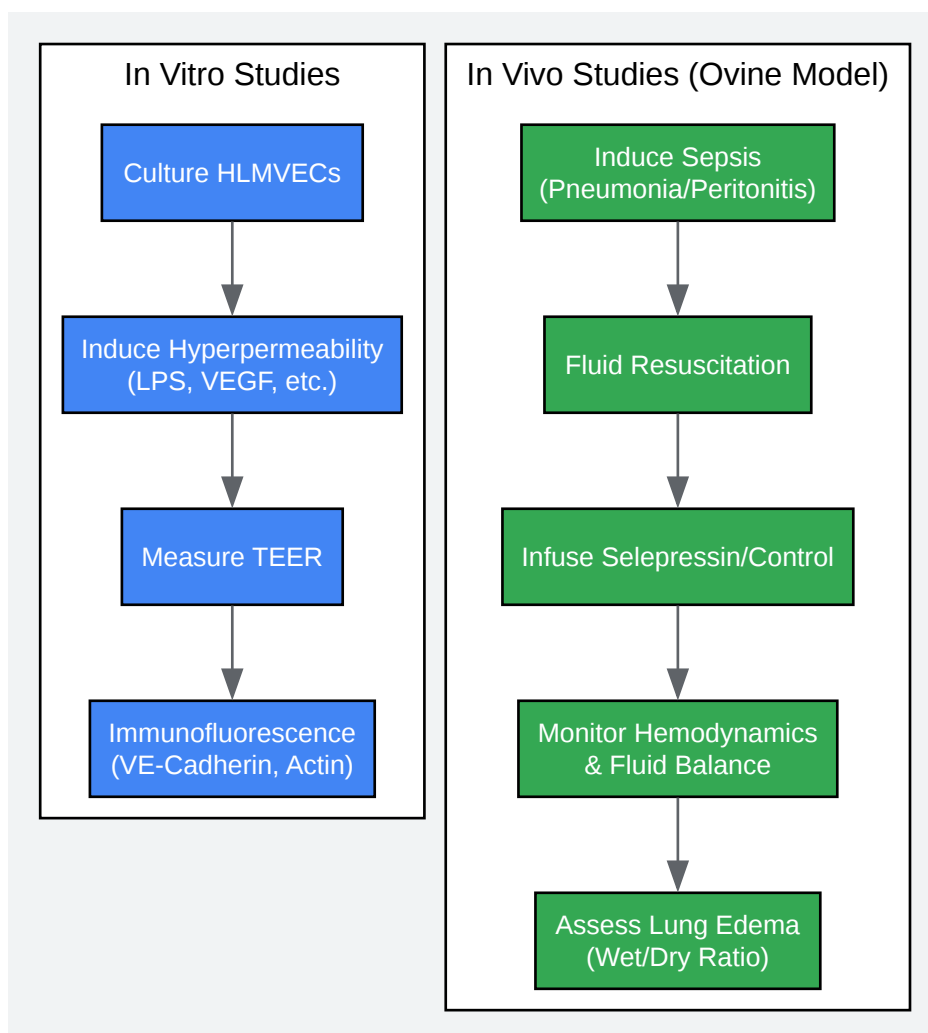 In Vitro Studies
Culture HLMVECs
Induce Hyperpermeability
(LPS, VEGF, etc.)
Measure TEER
Immunofluorescence
(VE-Cadherin, Actin)
In Vivo Studies (Ovine Model)
Induce Sepsis
(Pneumonia/Peritonitis)
Fluid Resuscitation
Infuse Selepressin/Control
Monitor Hemodynamics
& Fluid Balance
Assess Lung Edema
(Wet/Dry Ratio)